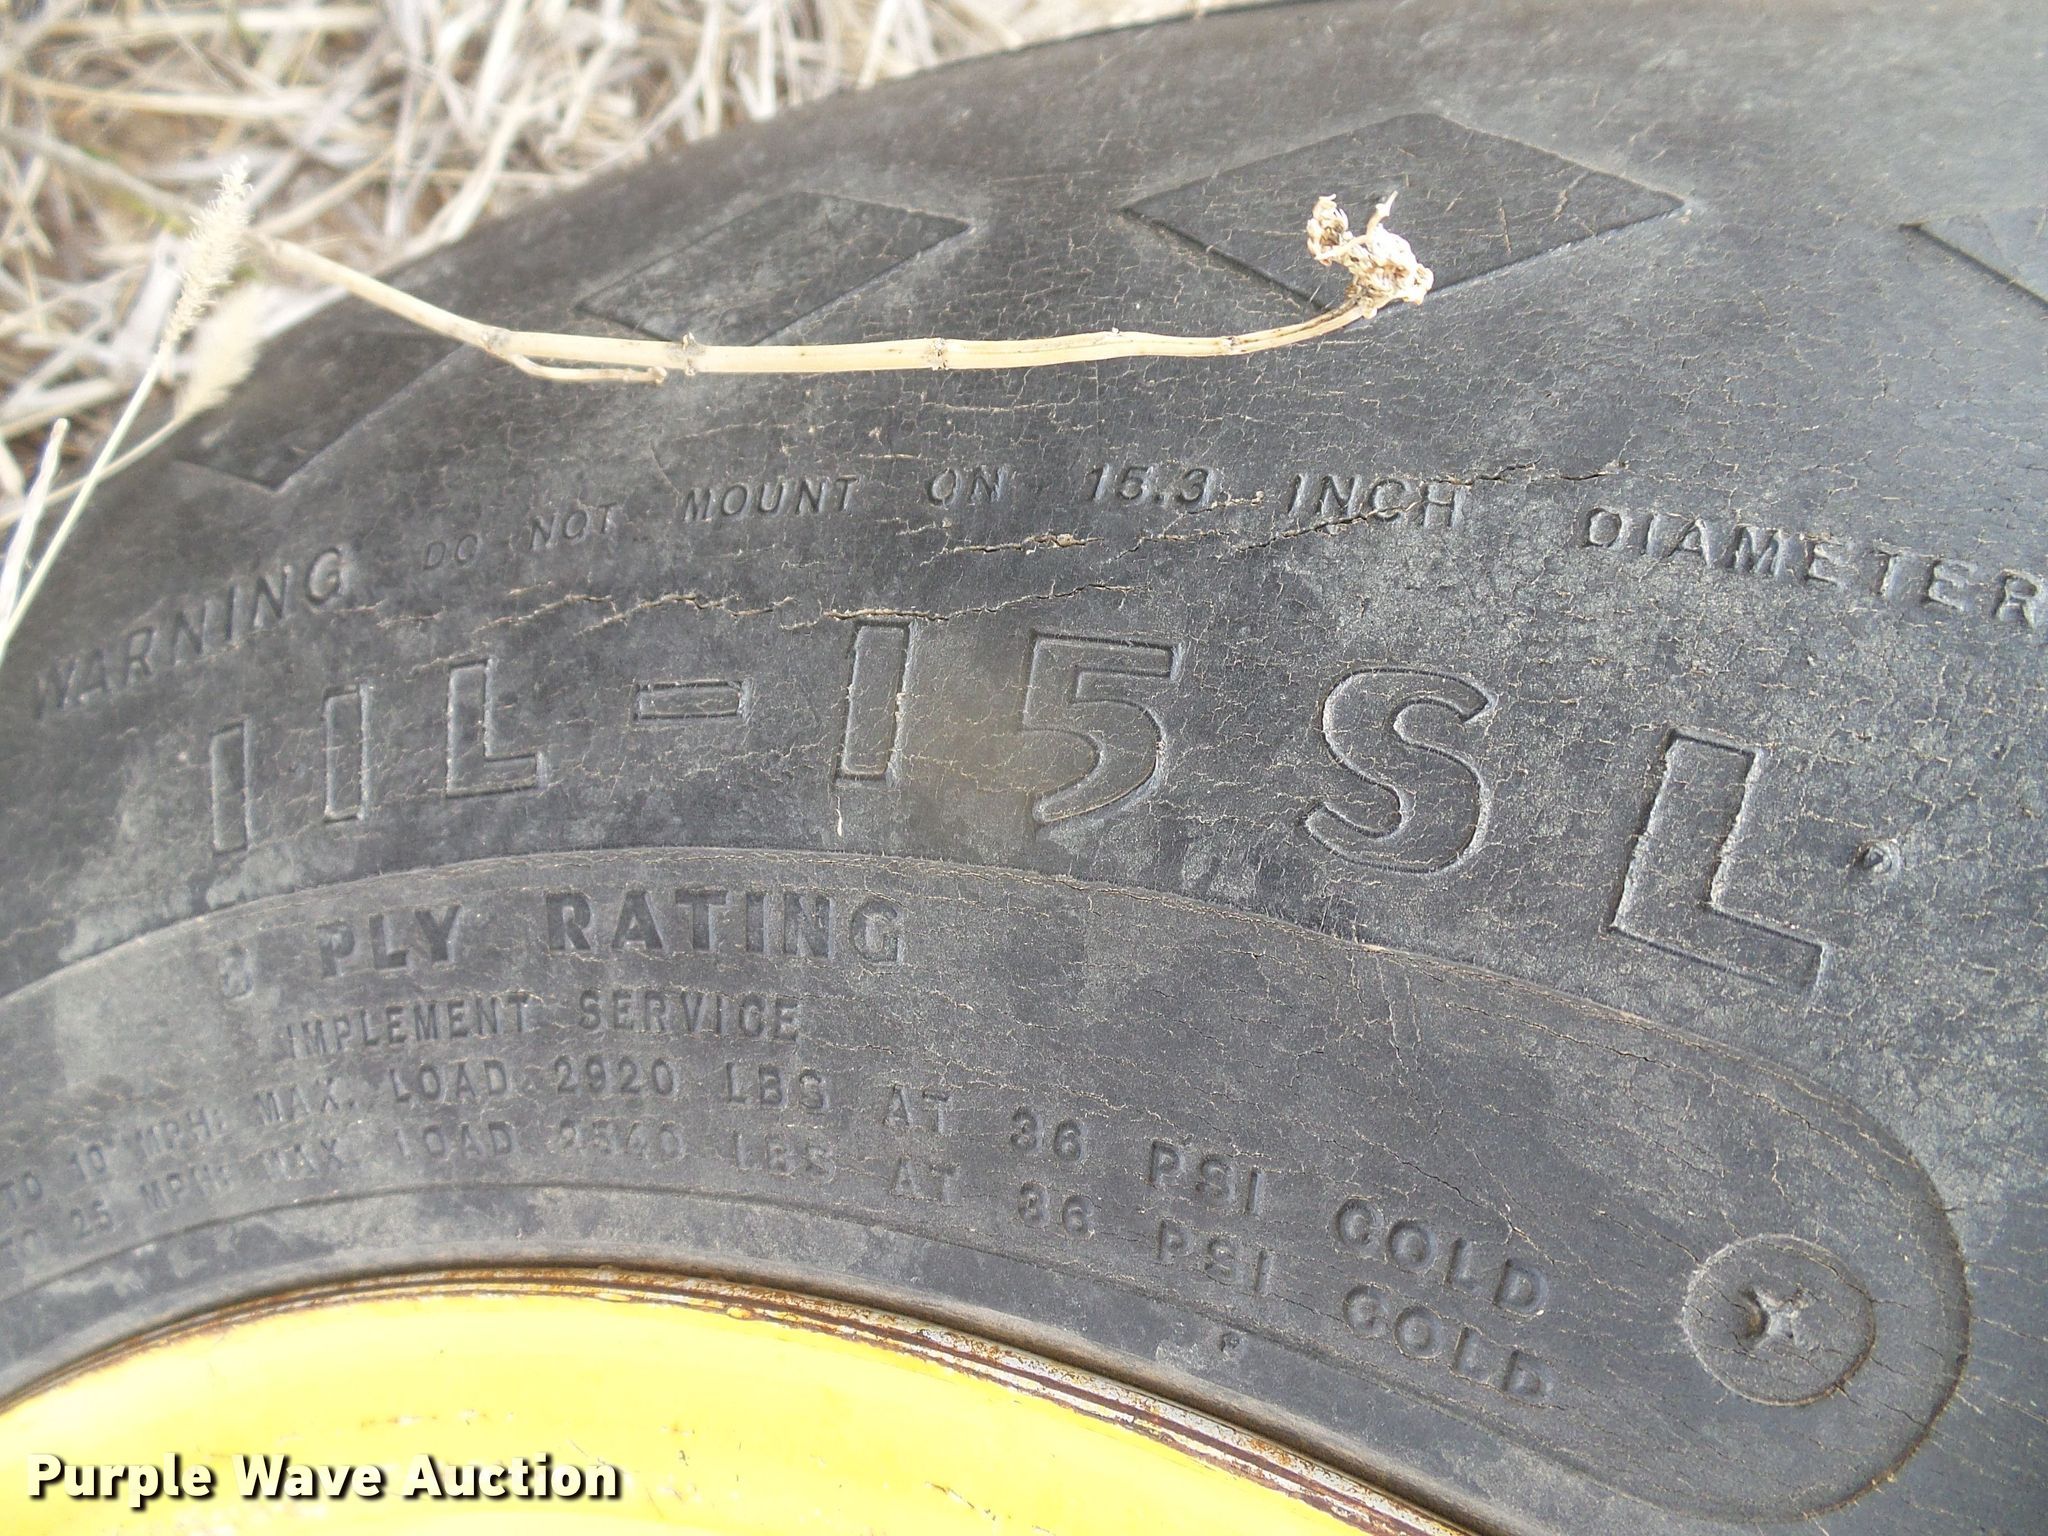 WARNING DO NOT MOUNT ON 15.3 INCH DIAMETER
11L-15SL
8 PLY RATING
IMPLEMENT SERVICE
TO 10 MPH: MAX. LOAD 2920 LBS AT 36 PSI COLD
TO 25 MPH: MAX. LOAD 2540 LBS AT 36 PSI COLD
Purple Wave Auction